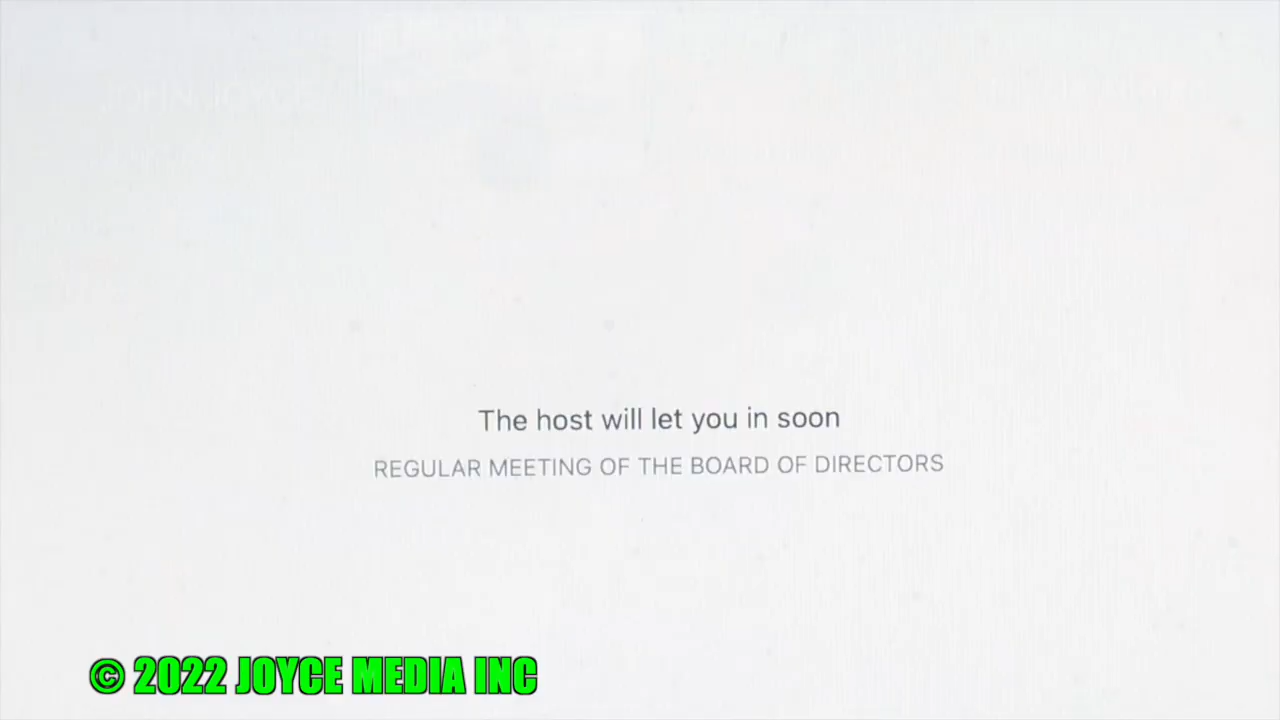 The host will let you in soon
REGULAR MEETING OF THE BOARD OF DIRECTORS
© 2022 JOYCE MEDIA INC